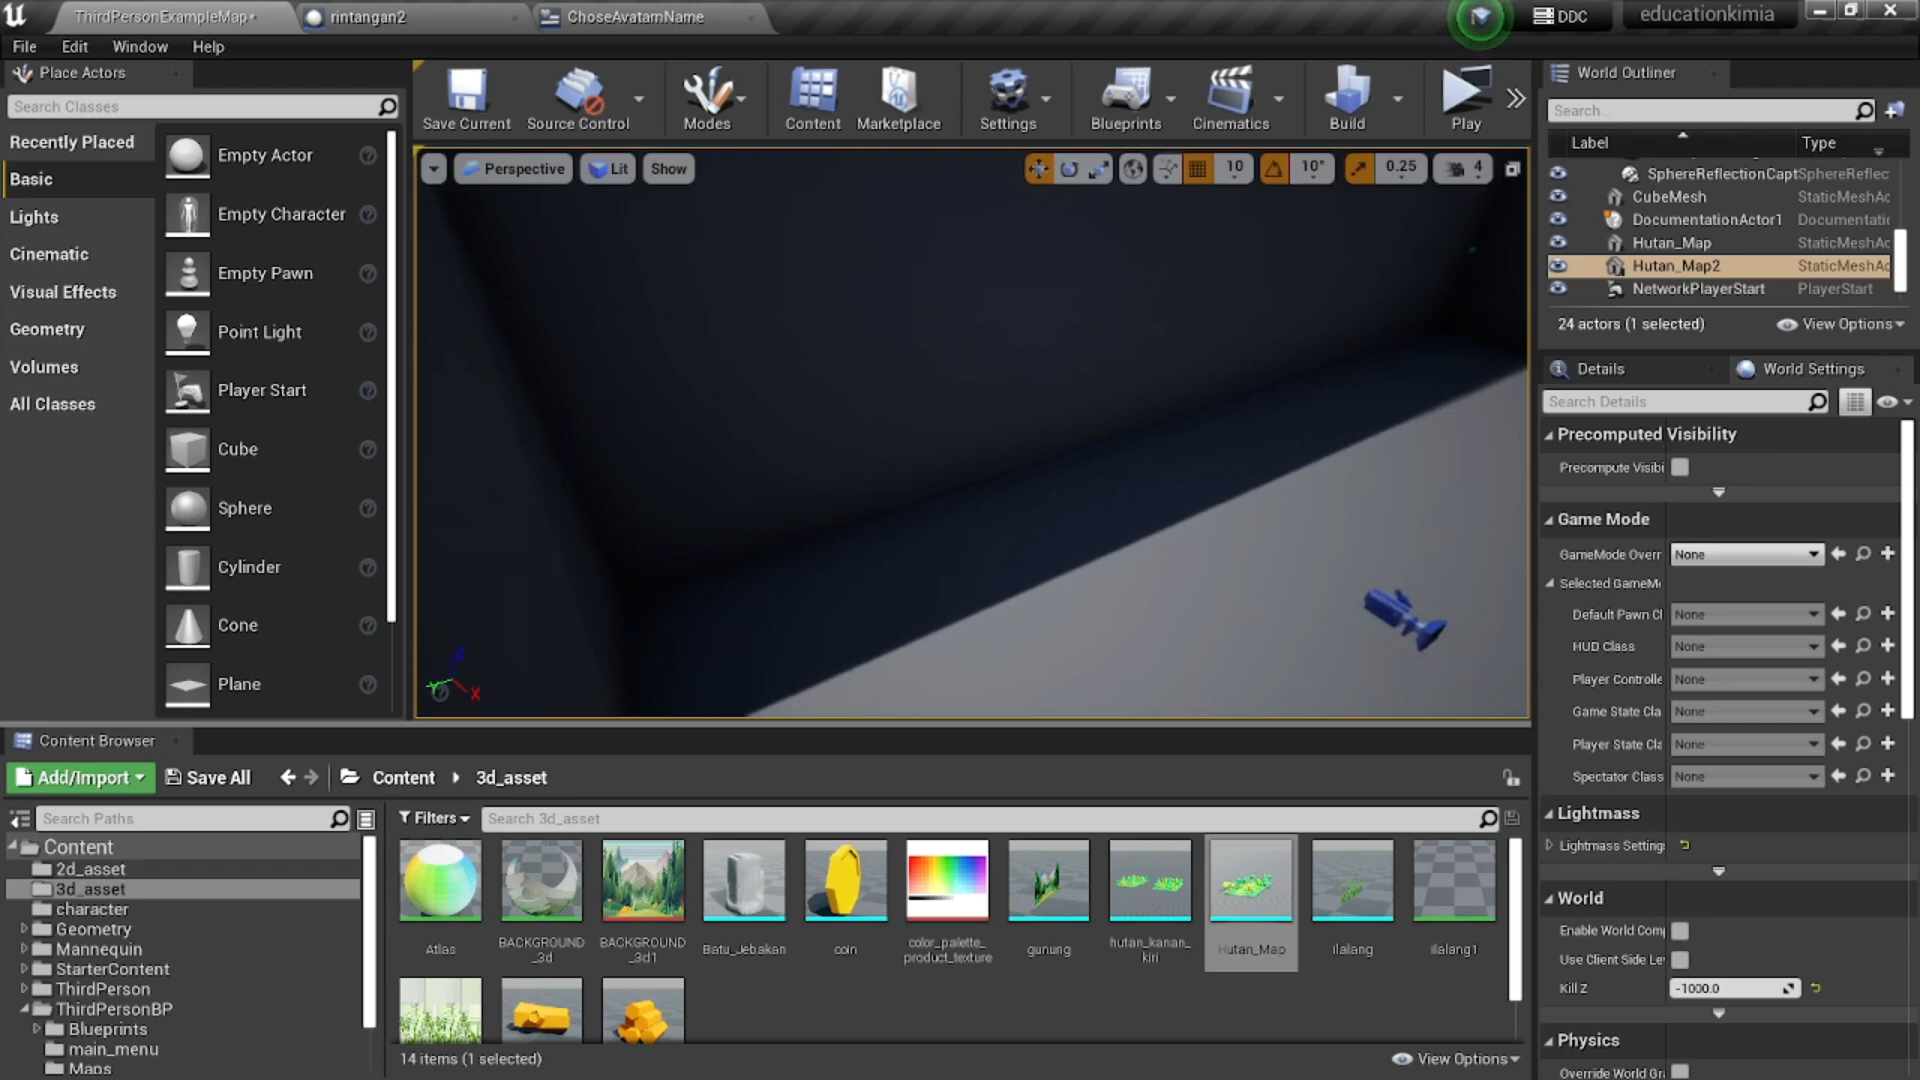 ThirdPersonExampleMap*
rintangan2
ChoseAvatarnName
DDC
educationkimia
File
Edit
Window
Help
Place Actors
Search Classes
Recently Placed
Basic
Lights
Cinematic
Visual Effects
Geometry
Volumes
All Classes
Empty Actor
Empty Character
Empty Pawn
Point Light
Player Start
Cube
Sphere
Cylinder
Cone
Plane
Save Current
Source Control
Modes
Content
Marketplace
Settings
Blueprints
Cinematics
Build
Play
Perspective
Lit
Show
10
10°
0.25
4
Z
Y
X
World Outliner
Search...
Label
Type
SphereReflectionCapt SphereReflec
CubeMesh StaticMeshAc
DocumentationActor1 Documentatic
Hutan_Map StaticMeshAc
Hutan_Map2 StaticMeshAc
NetworkPlayerStart PlayerStart
24 actors (1 selected)
View Options
Details
World Settings
Search Details
Precomputed Visibility
Precompute Visibi
Game Mode
GameMode Overr None
Selected GameMo
Default Pawn Cl None
HUD Class None
Player Controlle None
Game State Cla None
Player State Cla None
Spectator Class None
Lightmass
Lightmass Settings
World
Enable World Comp
Use Client Side Lev
Kill Z -1000.0
Physics
Override World Gra
Content Browser
Add/Import
Save All
Content
3d_asset
Search Paths
Filters
Search 3d_asset
Content
2d_asset
3d_asset
character
Geometry
Mannequin
StarterContent
ThirdPerson
ThirdPersonBP
Blueprints
main_menu
Maps
Atlas
BACKGROUND
_3d
BACKGROUND
_3d1
Batu_Jebakan
coin
color_palette_
product_texture
gunung
hutan_kanan_
kiri
Hutan_Map
ilalang
ilalang1
14 items (1 selected)
View Options